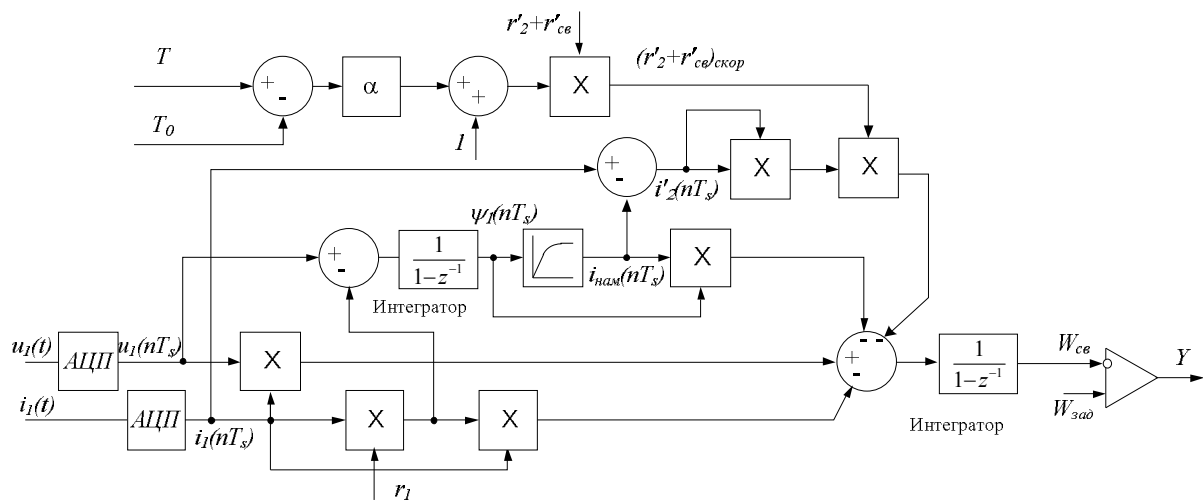 r'2+r'св
T
+
-
α
+
+
X
(r'2+r'св)скор
T0
1
+
-
i'2(nTs)
X
X
ψ1(nTs)
+
-
1
1-z-1
Интегратор
iнам(nTs)
X
u1(t)
АЦП
u1(nTs)
X
+
-
-
-
1
1-z-1
Интегратор
Wсв
Y
Wзад
i1(t)
АЦП
i1(nTs)
X
X
r1